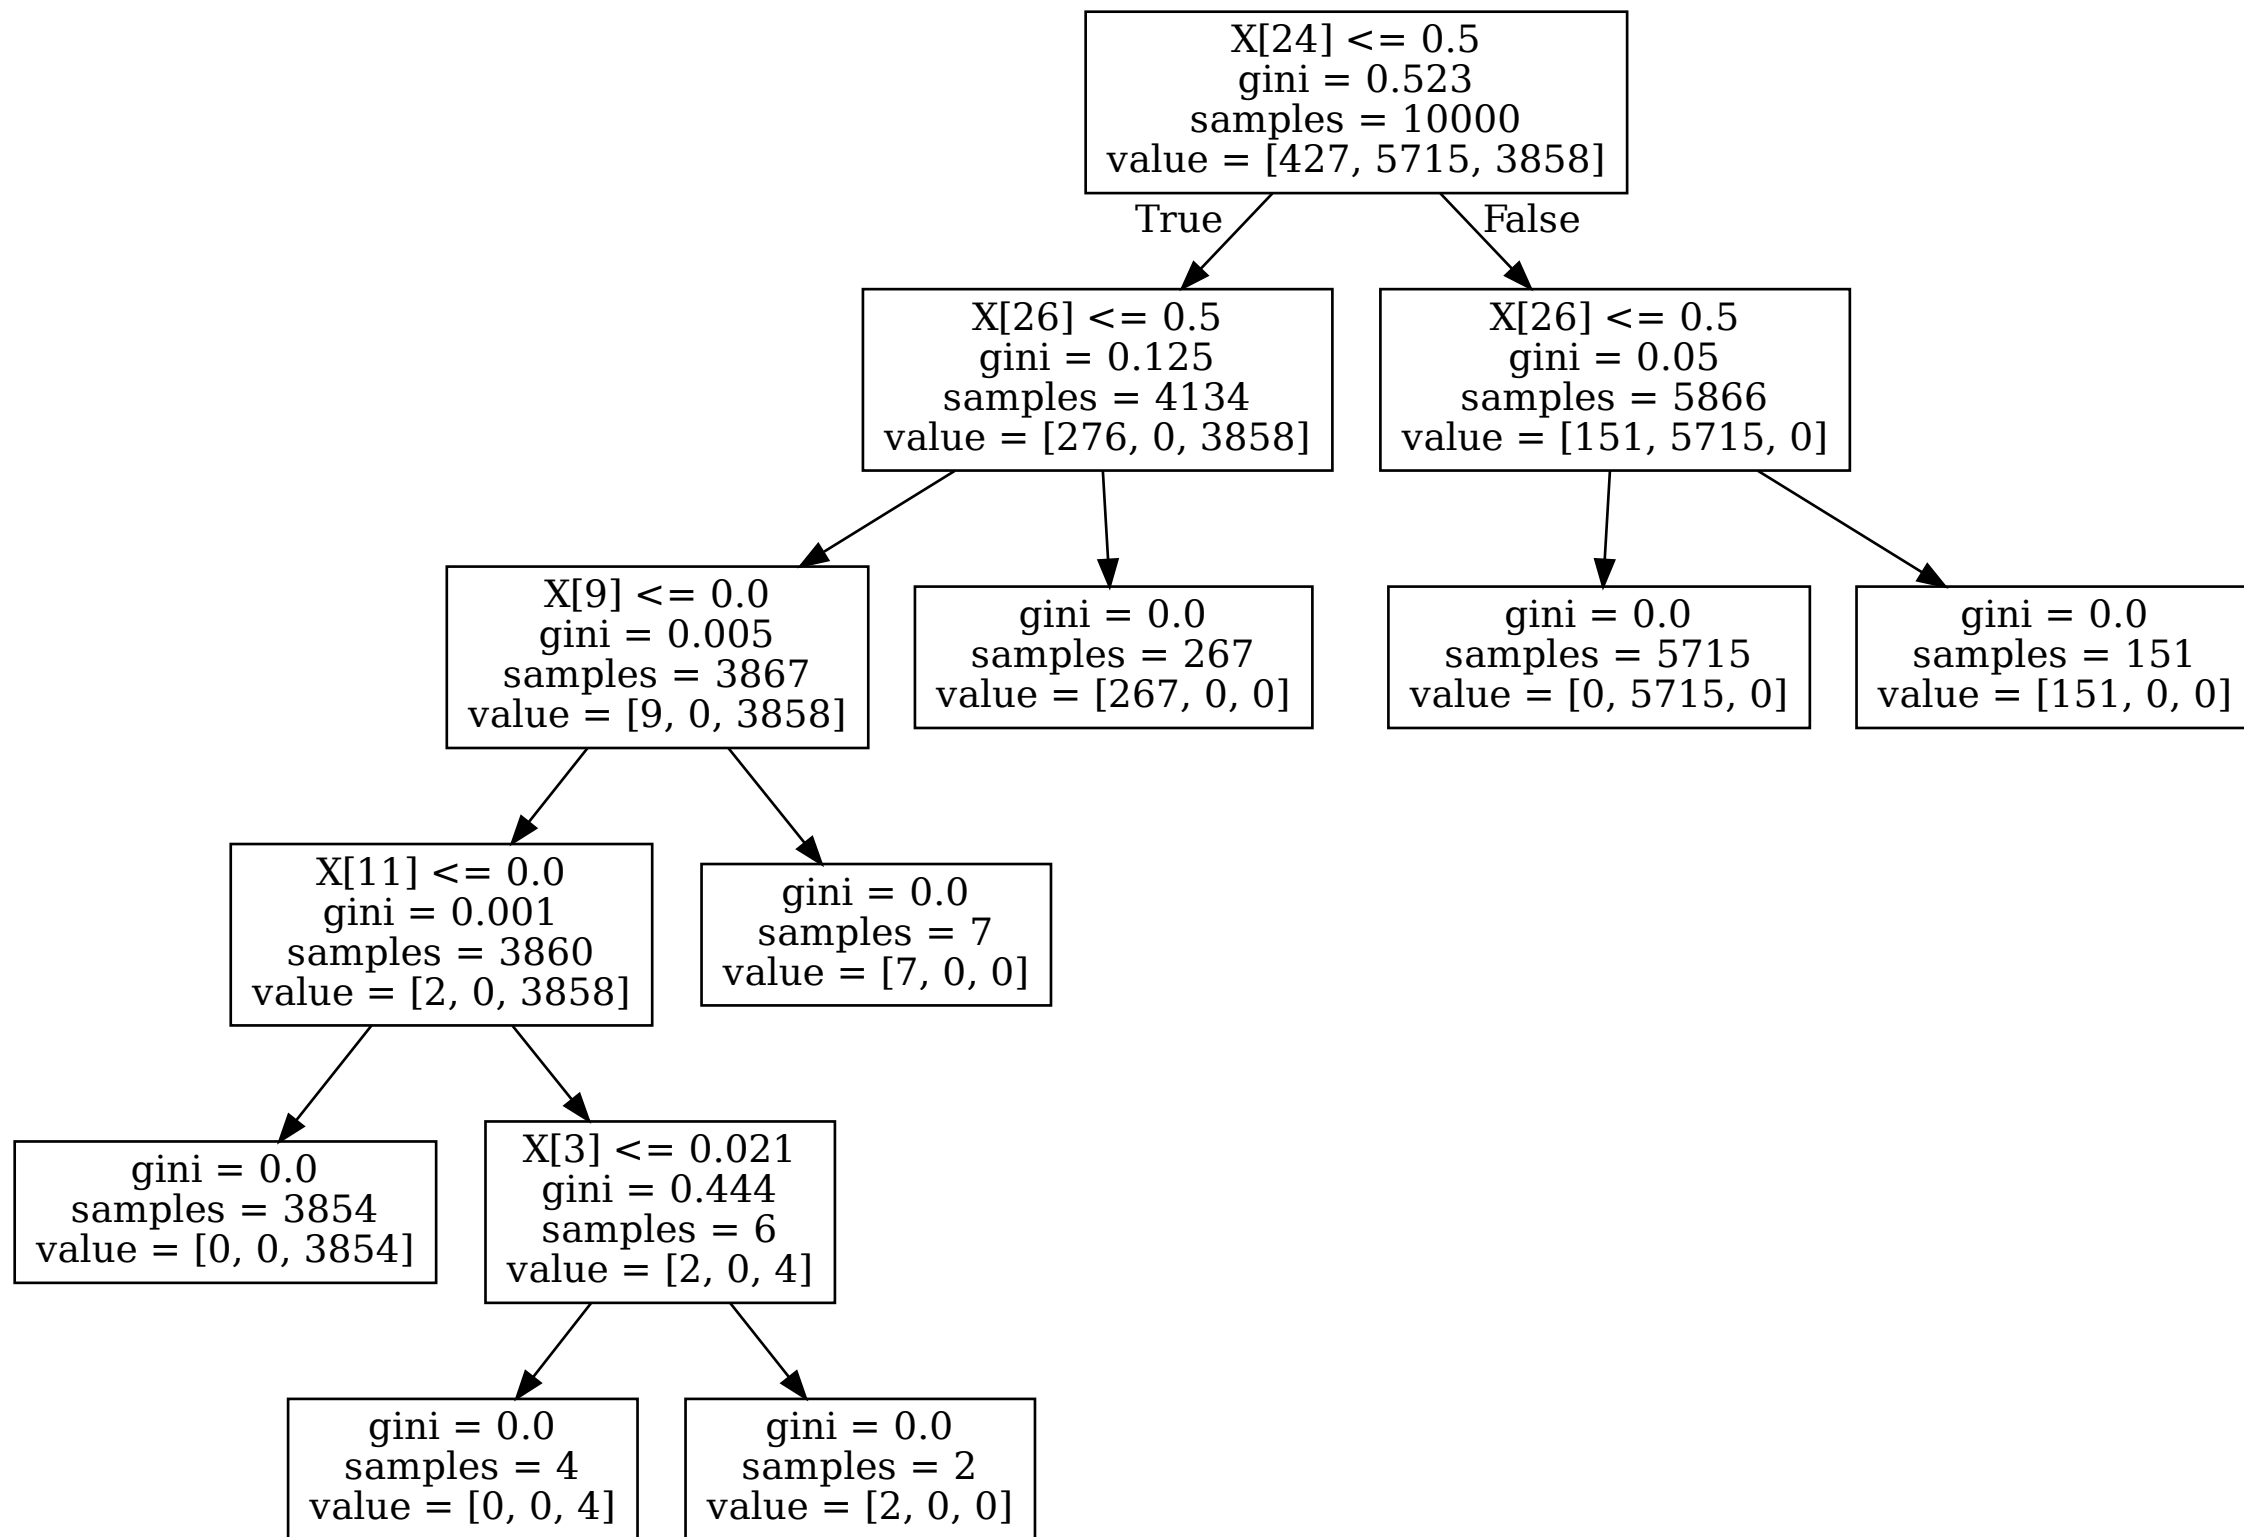 X[24] <= 0.5
gini = 0.523
samples = 10000
value = [427, 5715, 3858]
True
False
X[26] <= 0.5
gini = 0.125
samples = 4134
value = [276, 0, 3858]
X[26] <= 0.5
gini = 0.05
samples = 5866
value = [151, 5715, 0]
X[9] <= 0.0
gini = 0.005
samples = 3867
value = [9, 0, 3858]
gini = 0.0
samples = 267
value = [267, 0, 0]
gini = 0.0
samples = 5715
value = [0, 5715, 0]
gini = 0.0
samples = 151
value = [151, 0, 0]
X[11] <= 0.0
gini = 0.001
samples = 3860
value = [2, 0, 3858]
gini = 0.0
samples = 7
value = [7, 0, 0]
gini = 0.0
samples = 3854
value = [0, 0, 3854]
X[3] <= 0.021
gini = 0.444
samples = 6
value = [2, 0, 4]
gini = 0.0
samples = 4
value = [0, 0, 4]
gini = 0.0
samples = 2
value = [2, 0, 0]